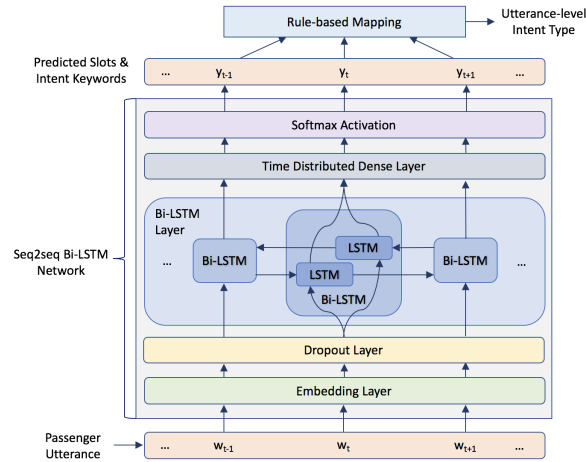 Rule-based Mapping
Utterance-level
Intent Type
Predicted Slots &
Intent Keywords
... yt-1 yt yt+1 ...
Softmax Activation
Time Distributed Dense Layer
Bi-LSTM
Layer
Seq2seq Bi-LSTM
Network
... Bi-LSTM LSTM LSTM Bi-LSTM Bi-LSTM ...
Dropout Layer
Embedding Layer
Passenger
Utterance
... wt-1 wt wt+1 ...